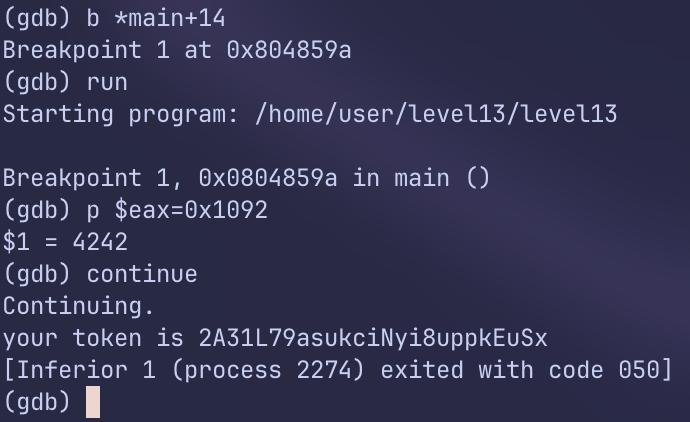 (gdb) b *main+14
Breakpoint 1 at 0x804859a
(gdb) run
Starting program: /home/user/level13/level13
Breakpoint 1, 0x0804859a in main ()
(gdb) p $eax=0x1092
$1 = 4242
(gdb) continue
Continuing.
your token is 2A31L79asukciNyi8uppkEuSx
[Inferior 1 (process 2274) exited with code 050]
(gdb)